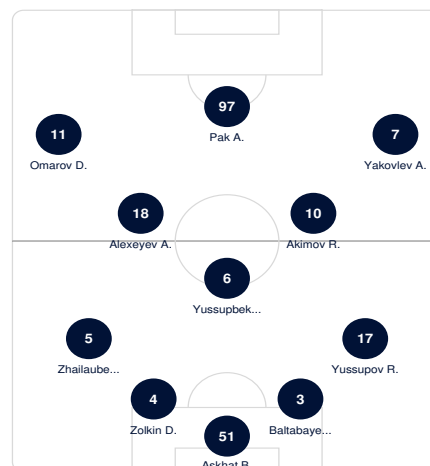 97
Pak A.
11
Omarov D.
7
Yakovlev A.
18
Alexeyev A.
10
Akimov R.
6
Yussupbek...
5
Zhailaube...
17
Yussupov R.
4
Zolkin D.
3
Baltabaye...
51
Askhat R.